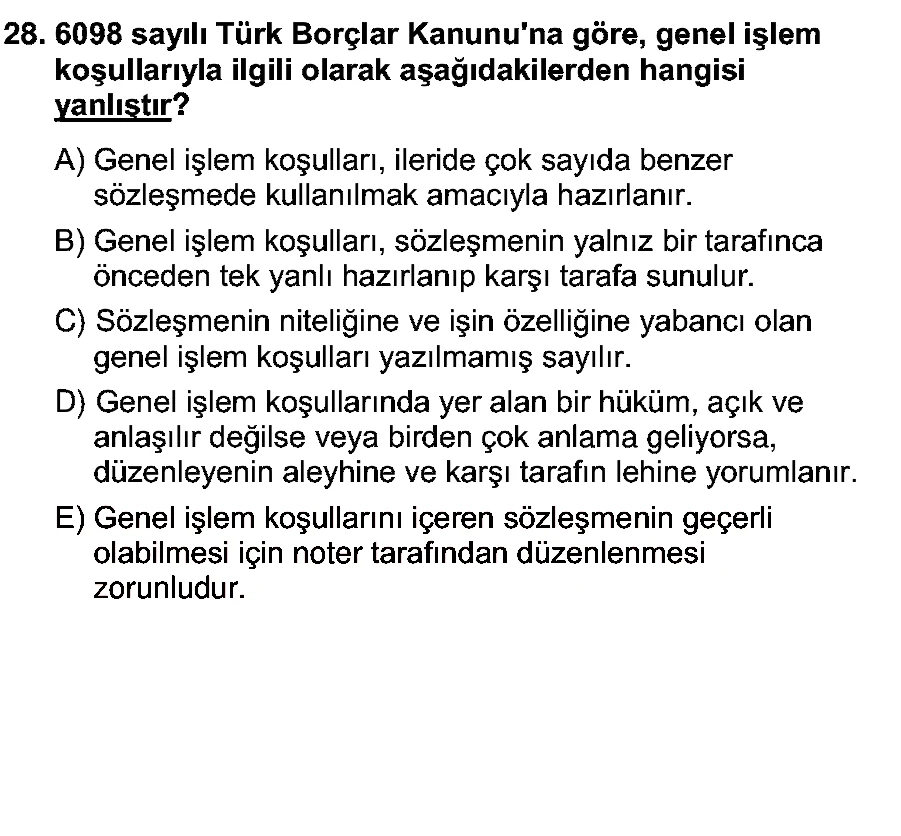 28. 6098 sayılı Türk Borçlar Kanunu'na göre, genel işlem
koşullarıyla ilgili olarak aşağıdakilerden hangisi
yanlıştır?
A) Genel işlem koşulları, ileride çok sayıda benzer
sözleşmede kullanılmak amacıyla hazırlanır.
B) Genel işlem koşulları, sözleşmenin yalnız bir tarafınca
önceden tek yanlı hazırlanıp karşı tarafa sunulur.
C) Sözleşmenin niteliğine ve işin özelliğine yabancı olan
genel işlem koşulları yazılmamış sayılır.
D) Genel işlem koşullarında yer alan bir hüküm, açık ve
anlaşılır değilse veya birden çok anlama geliyorsa,
düzenleyenin aleyhine ve karşı tarafın lehine yorumlanır.
E) Genel işlem koşullarını içeren sözleşmenin geçerli
olabilmesi için noter tarafından düzenlenmesi
zorunludur.